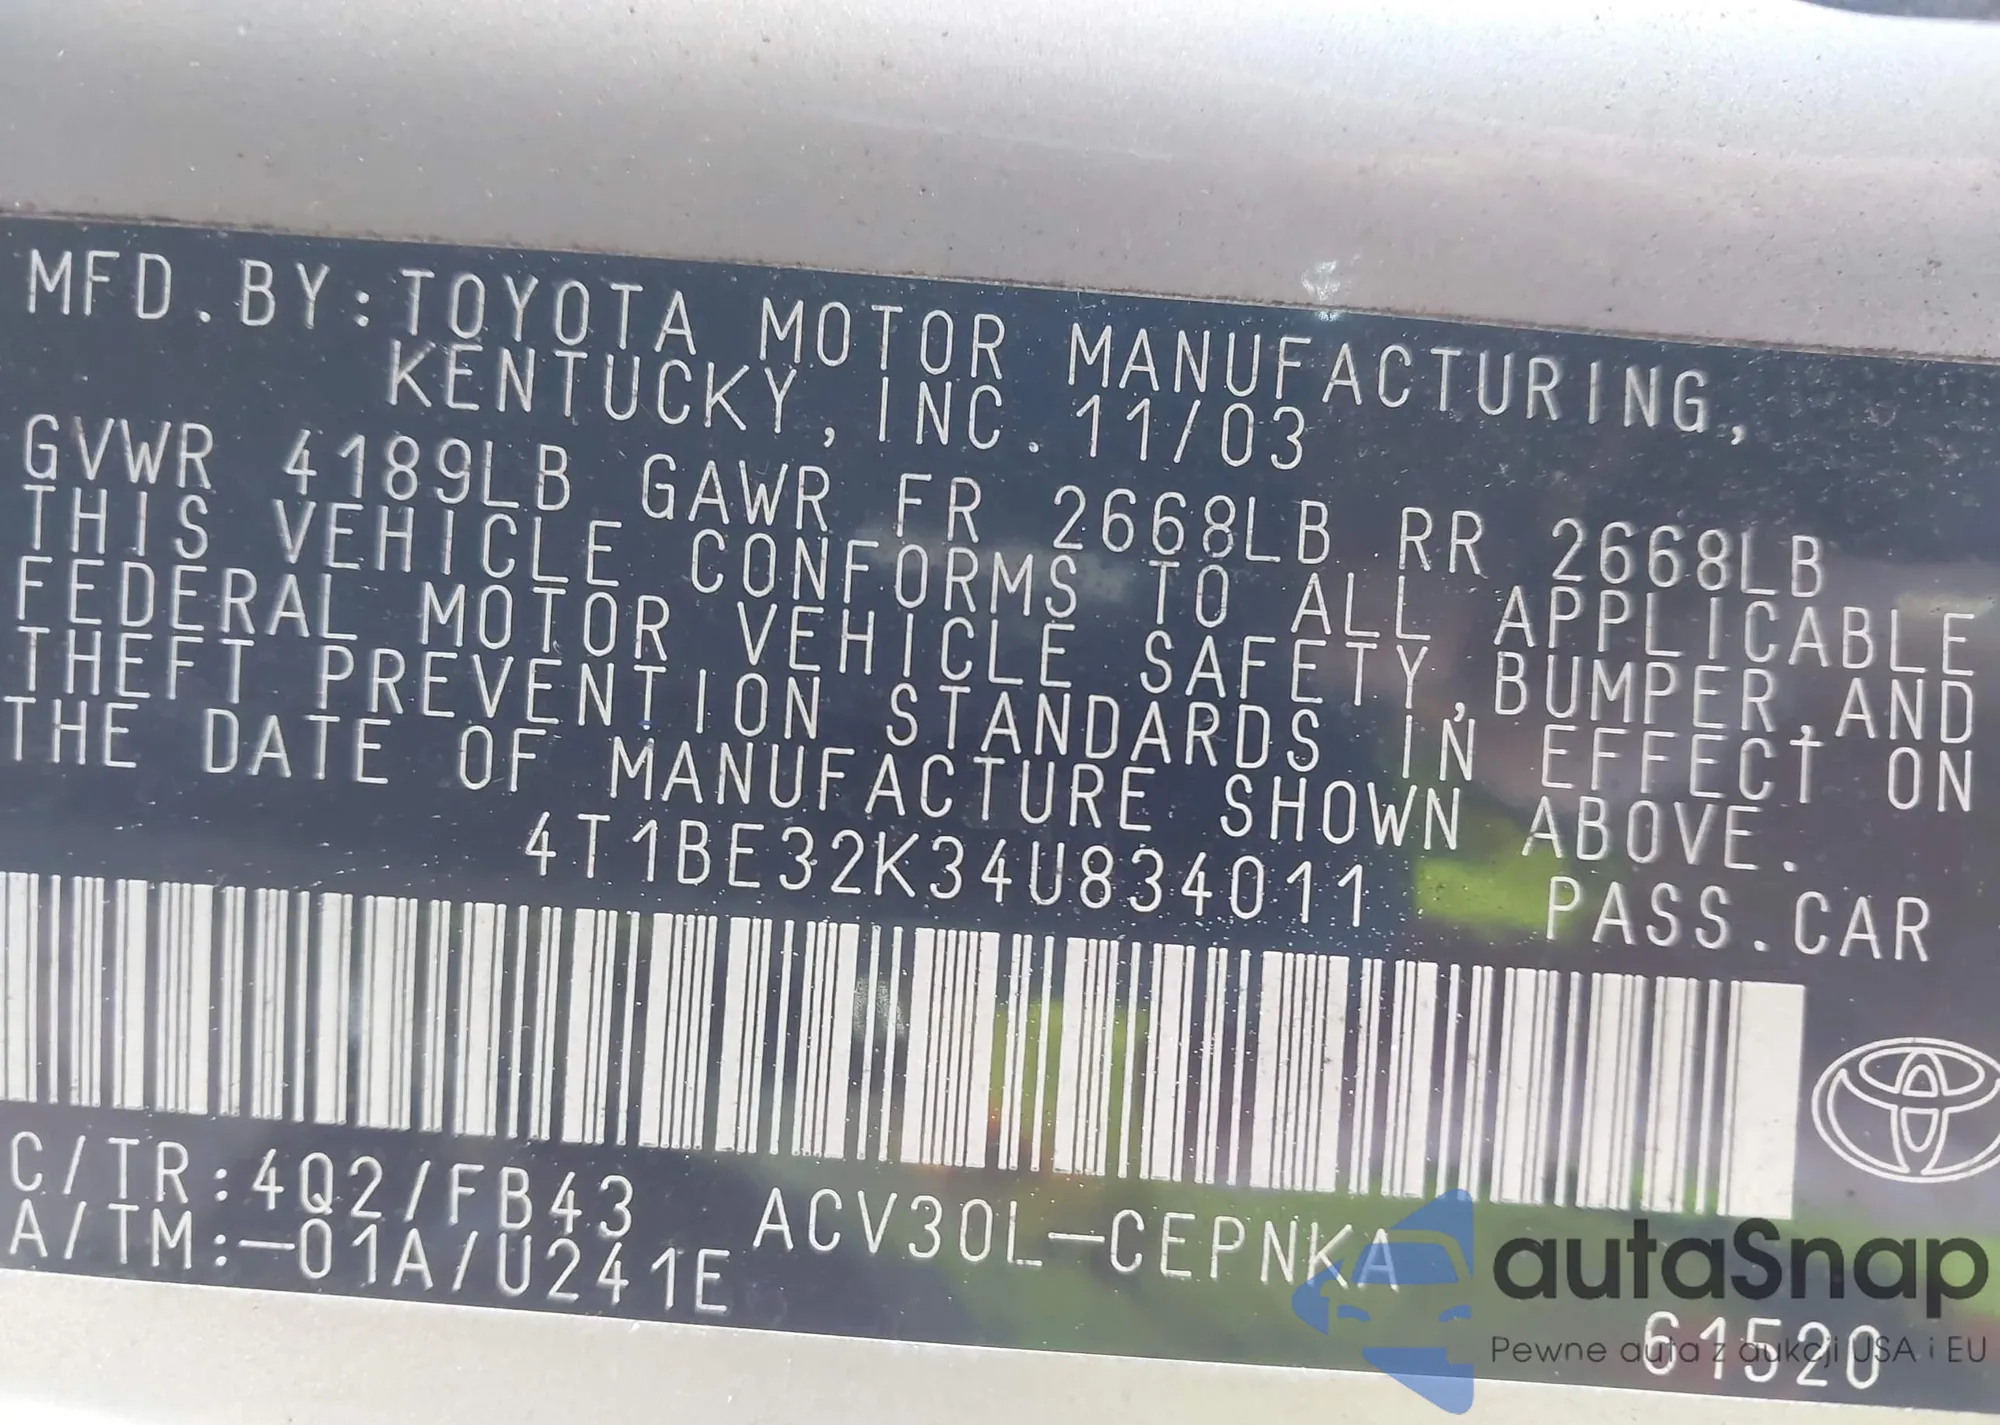 MFD.BY:TOYOTA MOTOR MANUFACTURING,
KENTUCKY, INC. 11/03
GVWR 4189LB GAWR FR 2668LB RR 2668LB
THIS VEHICLE CONFORMS TO ALL APPLICABLE
FEDERAL MOTOR VEHICLE SAFETY,BUMPER,AND
THEFT PREVENTION STANDARDS IN EFFECT ON
THE DATE OF MANUFACTURE SHOWN ABOVE.
4T1BE32K34U834011 PASS.CAR
C/TR:4Q2/FB43 ACV30L-CEPNKA
A/TM:-01A/U241E
autaSnap
61520
Pewne auta z aukcji USA i EU